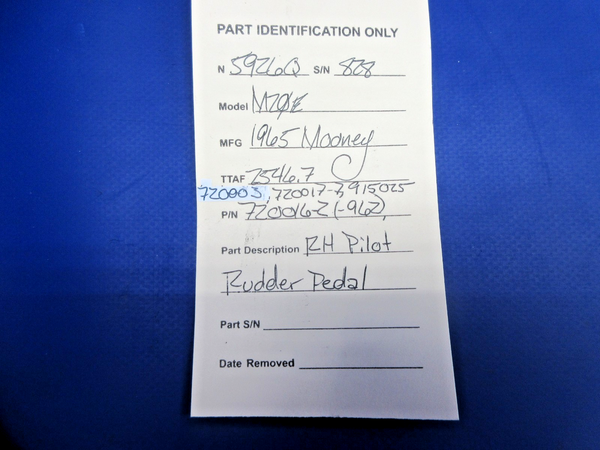 PART IDENTIFICATION ONLY
N 5926Q S/N 828
Model M20E
MFG 1965 Mooney
TTAF 2546.7
720003, 720017-3, 915025
P/N 720016-2 (-962),
Part Description RH Pilot
Rudder Pedal
Part S/N
Date Removed